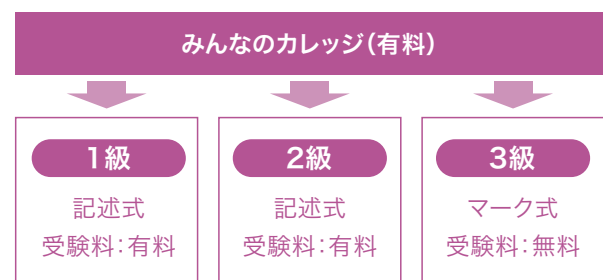 みんなのカレッジ(有料)
1級
記述式
受験料:有料
2級
記述式
受験料:有料
3級
マーク式
受験料:無料